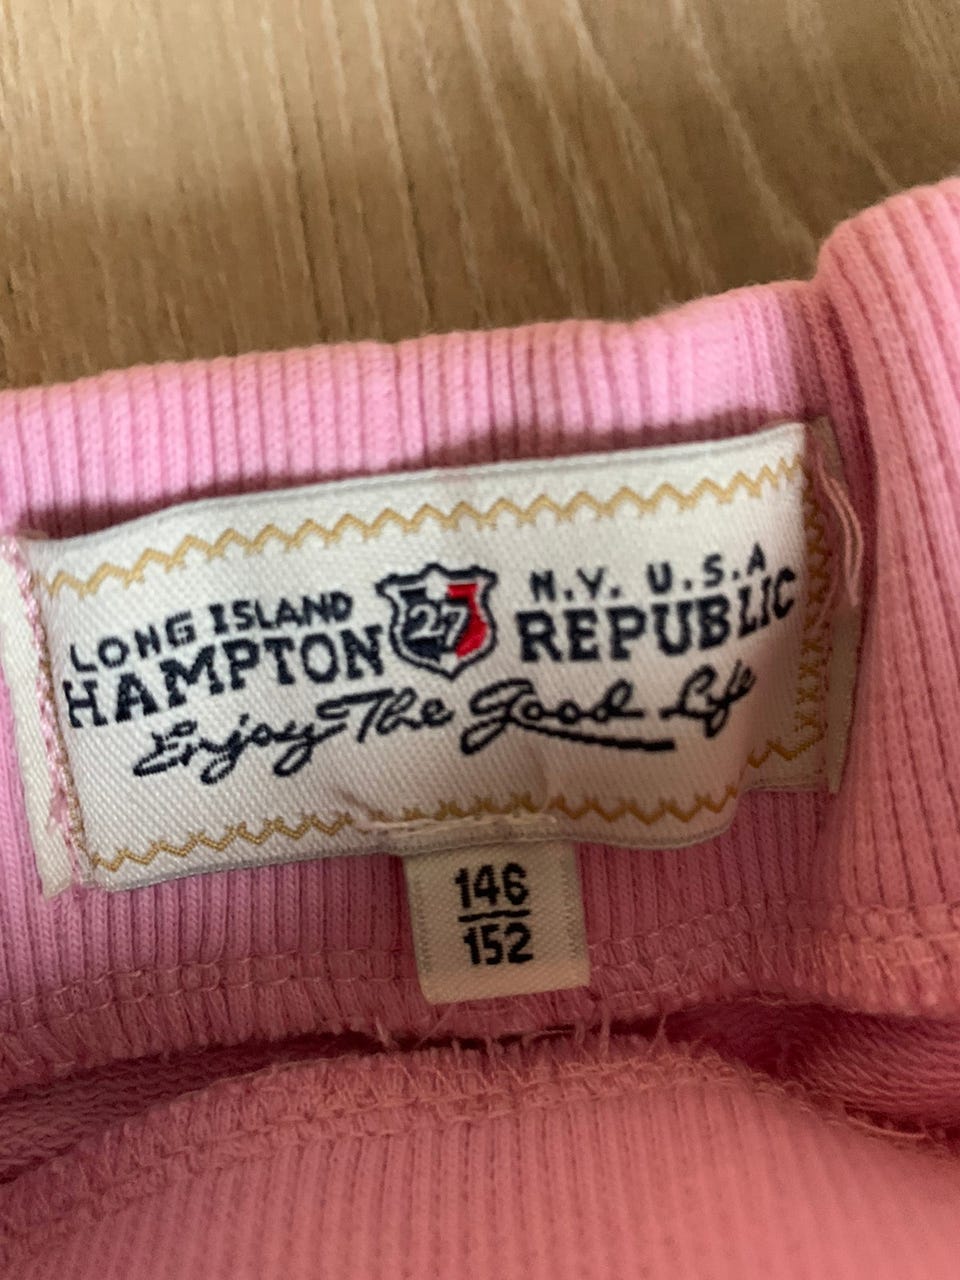 LONG ISLAND N.Y. U.S.A
HAMPTON 27 REPUBLIC
Enjoy The Good Life
146
152